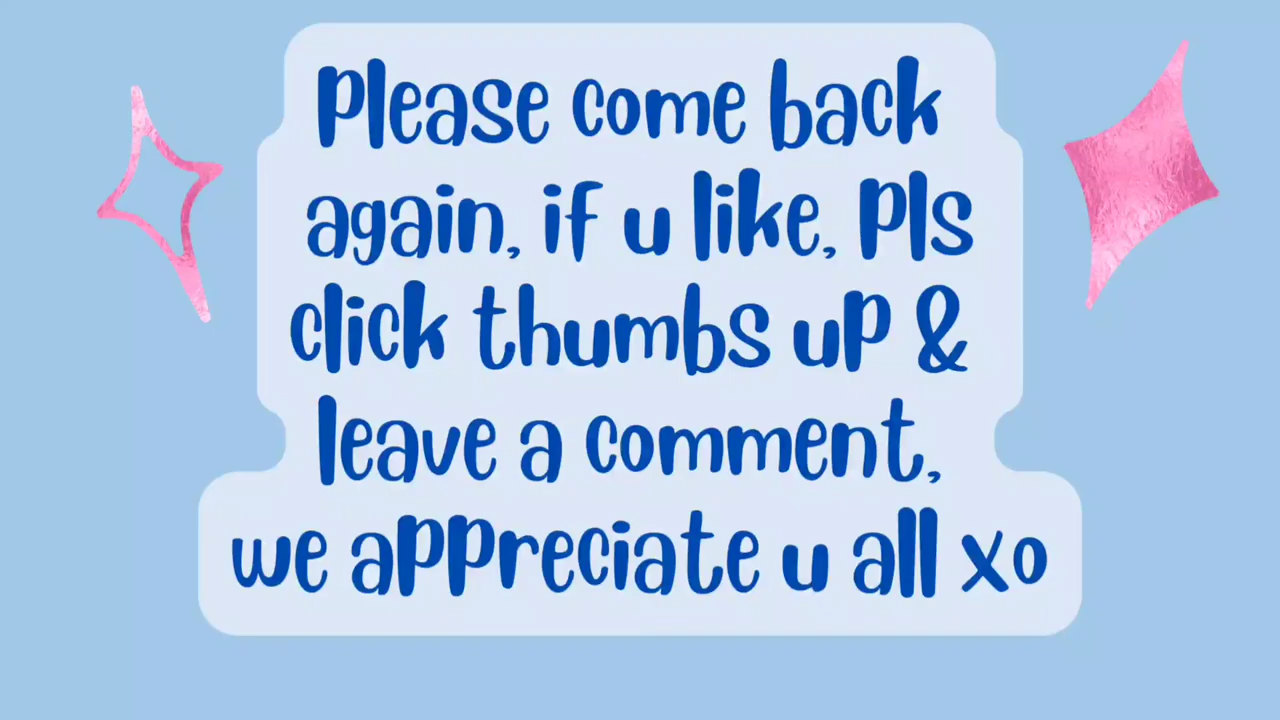 Please come back
again, if u like, pls
click thumbs up &
leave a comment,
we appreciate u all xo